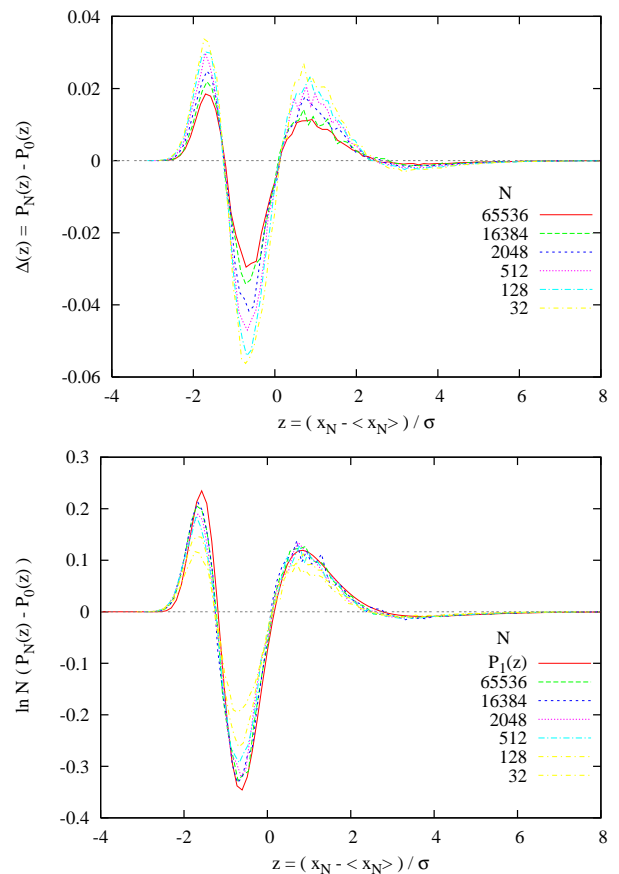 0.04
0.02
0
-0.02
-0.04
-0.06
Δ(z) = P_N(z) - P_0(z)
N
65536
16384
2048
512
128
32
-4 -2 0 2 4 6 8
z = ( x_N - < x_N> ) / σ
0.3
0.2
0.1
0
-0.1
-0.2
-0.3
-0.4
ln N ( P_N(z) - P_0(z) )
N
P_1(z)
65536
16384
2048
512
128
32
-4 -2 0 2 4 6 8
z = ( x_N - < x_N> ) / σ